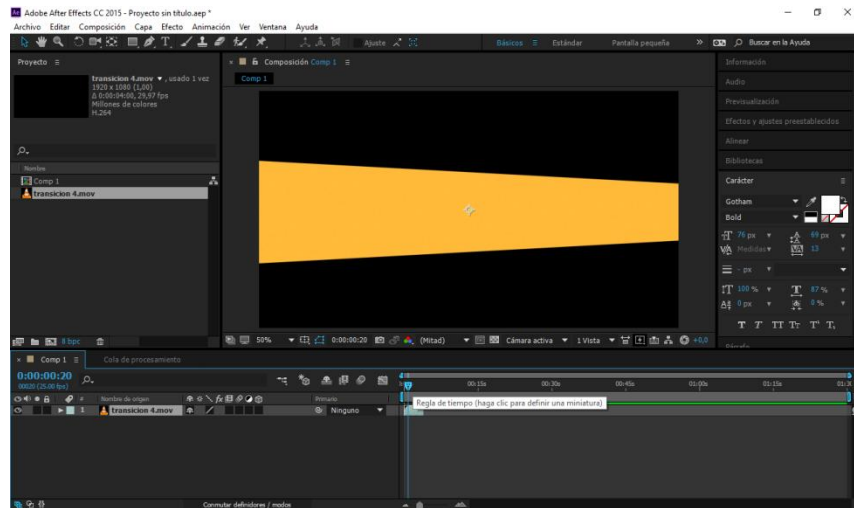 Adobe After Effects CC 2015 - Proyecto sin título.aep *
Archivo Editar Composición Capa Efecto Animación Ver Ventana Ayuda
Ajuste Básicos Estándar Pantalla pequeña » Buscar en la Ayuda
Proyecto
Composición Comp 1
Comp 1
transicion 4.mov ▼ , usado 1 vez
1920 x 1080 (1,00)
Δ 0:00:04:00, 29,97 fps
Millones de colores
H.264
Nombre
Comp 1
transicion 4.mov
8 bpc
50% 0:00:00:20 (Mitad) Cámara activa 1 Vista +0,0
Información
Audio
Previsualización
Efectos y ajustes preestablecidos
Alinear
Bibliotecas
Carácter
Gotham
Bold
76 px 69 px
Medidas 13
- px
100 % 87 %
0 px 0 %
T T TT Tт T' T,
Párrafo
Comp 1 Cola de procesamiento
0:00:00:20
00020 (25.00 fps)
00:15s 00:30s 00:45s 01:00s 01:15s 01:30
# Nombre de origen Primario
1 transicion 4.mov Ninguno
Regla de tiempo (haga clic para definir una miniatura)
Conmutar definidores / modos